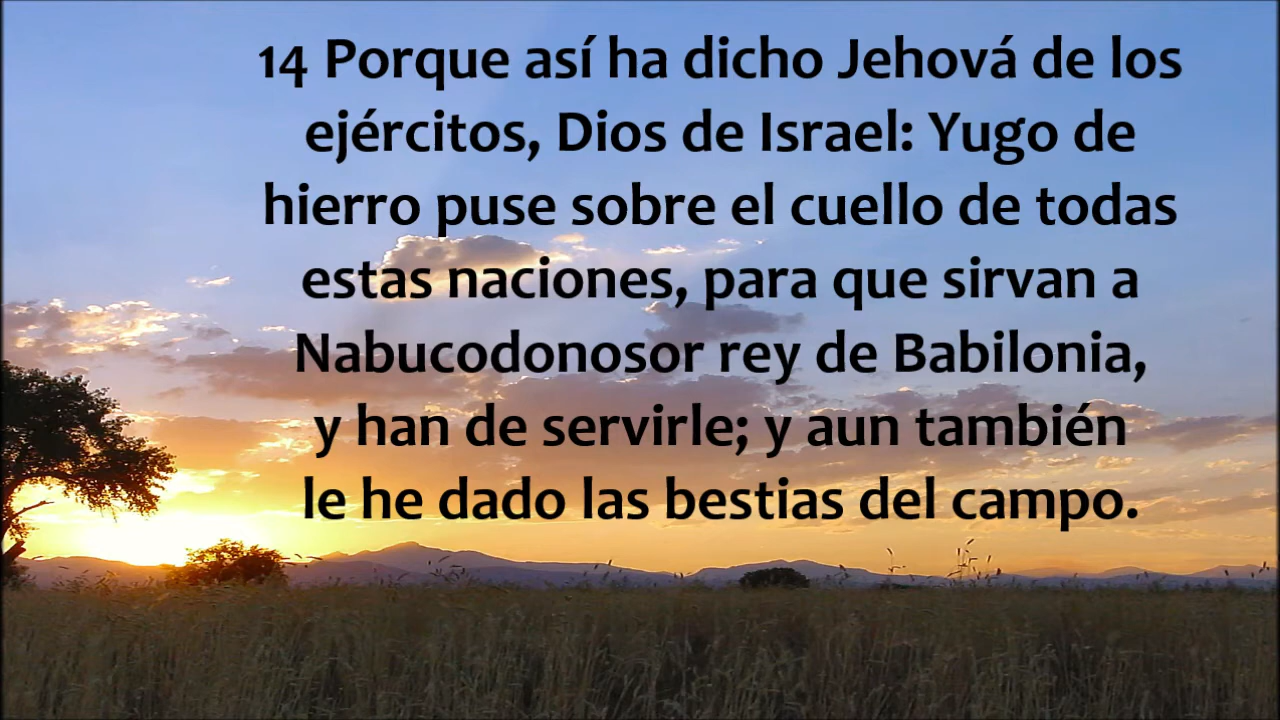 14 Porque así ha dicho Jehová de los
ejércitos, Dios de Israel: Yugo de
hierro puse sobre el cuello de todas
estas naciones, para que sirvan a
Nabucodonosor rey de Babilonia,
y han de servirle; y aun también
le he dado las bestias del campo.